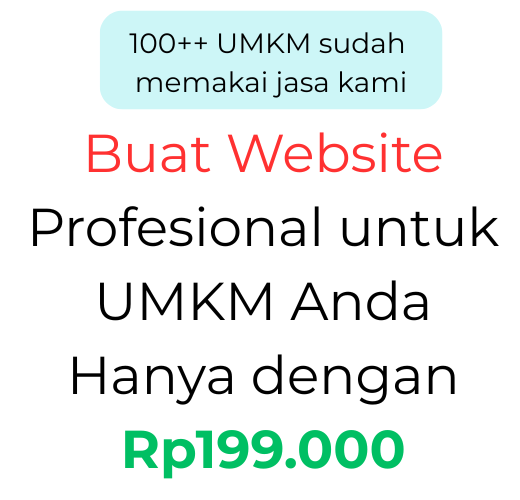 100++ UMKM sudah
memakai jasa kami
Buat Website
Profesional untuk
UMKM Anda
Hanya dengan
Rp199.000